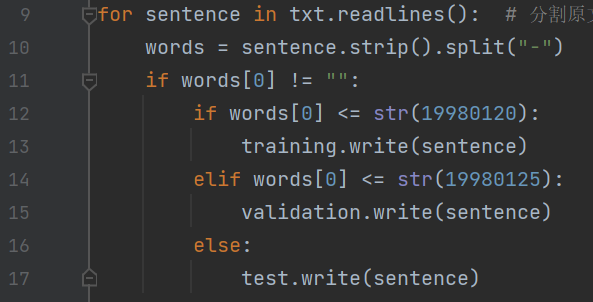 9 for sentence in txt.readlines():  # 分割原
10 words = sentence.strip().split("-")
11 if words[0] != "":
12 if words[0] <= str(19980120):
13 training.write(sentence)
14 elif words[0] <= str(19980125):
15 validation.write(sentence)
16 else:
17 test.write(sentence)